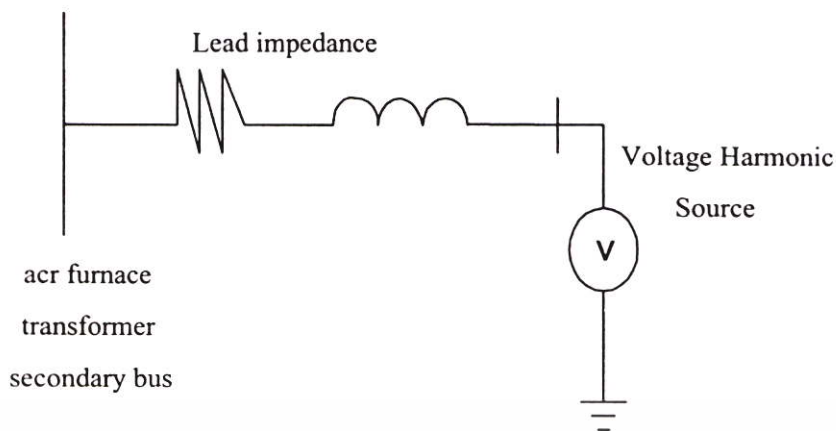 Lead impedance
Voltage Harmonic
Source
V
acr furnace
transformer
secondary bus